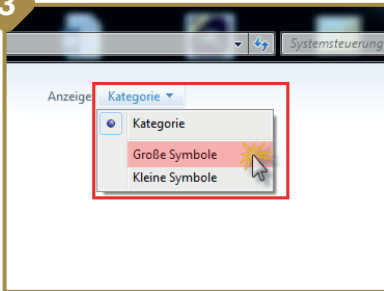 3
Systemsteuerung
Anzeige: Kategorie
Kategorie
Große Symbole
Kleine Symbole